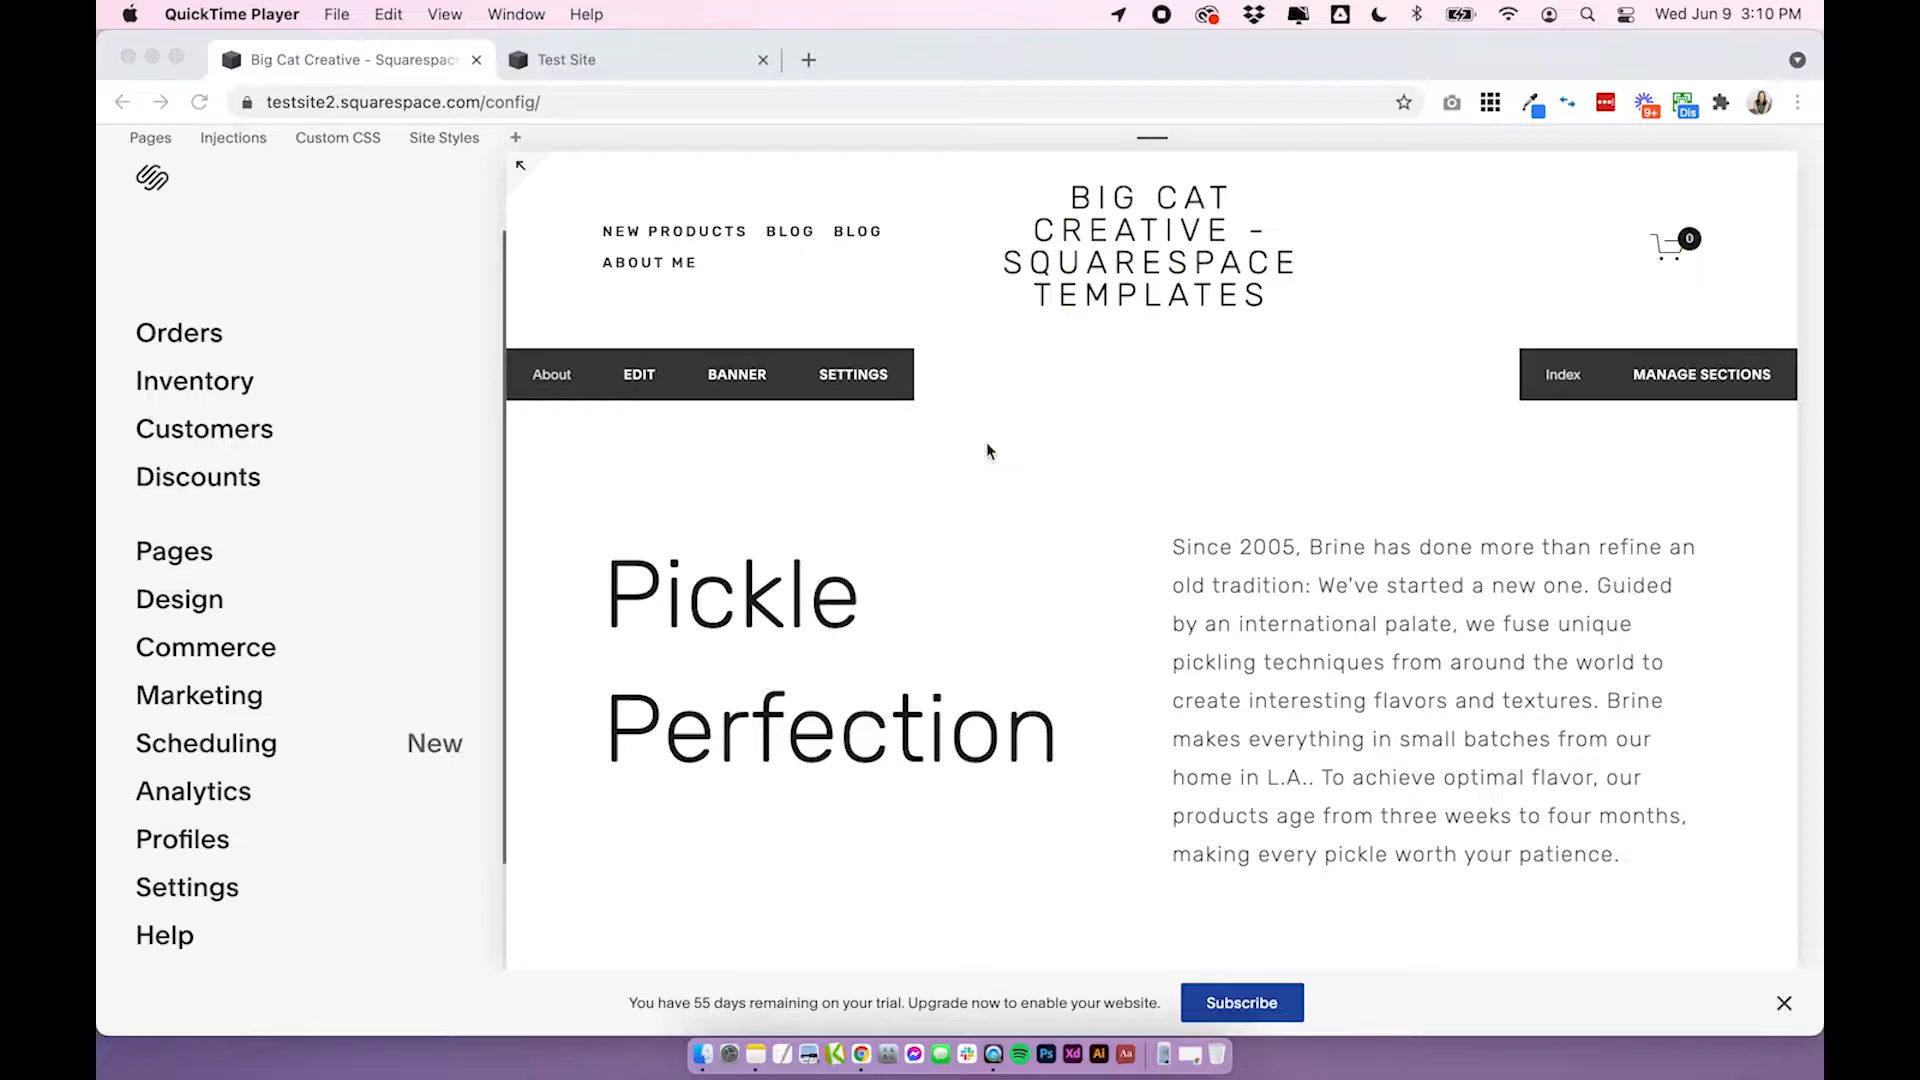 QuickTime Player File Edit View Window Help Wed Jun 9 3:10 PM
Big Cat Creative - Squarespac Test Site
testsite2.squarespace.com/config/
9+ Dis
Pages Injections Custom CSS Site Styles
NEW PRODUCTS BLOG BLOG
ABOUT ME
BIG CAT
CREATIVE -
SQUARESPACE
TEMPLATES
0
About EDIT BANNER SETTINGS
Index MANAGE SECTIONS
Orders
Inventory
Customers
Discounts
Pages
Design
Commerce
Marketing
Scheduling New
Analytics
Profiles
Settings
Help
Pickle
Perfection
Since 2005, Brine has done more than refine an
old tradition: We've started a new one. Guided
by an international palate, we fuse unique
pickling techniques from around the world to
create interesting flavors and textures. Brine
makes everything in small batches from our
home in L.A.. To achieve optimal flavor, our
products age from three weeks to four months,
making every pickle worth your patience.
You have 55 days remaining on your trial. Upgrade now to enable your website. Subscribe
Ps Xd Ai Aa